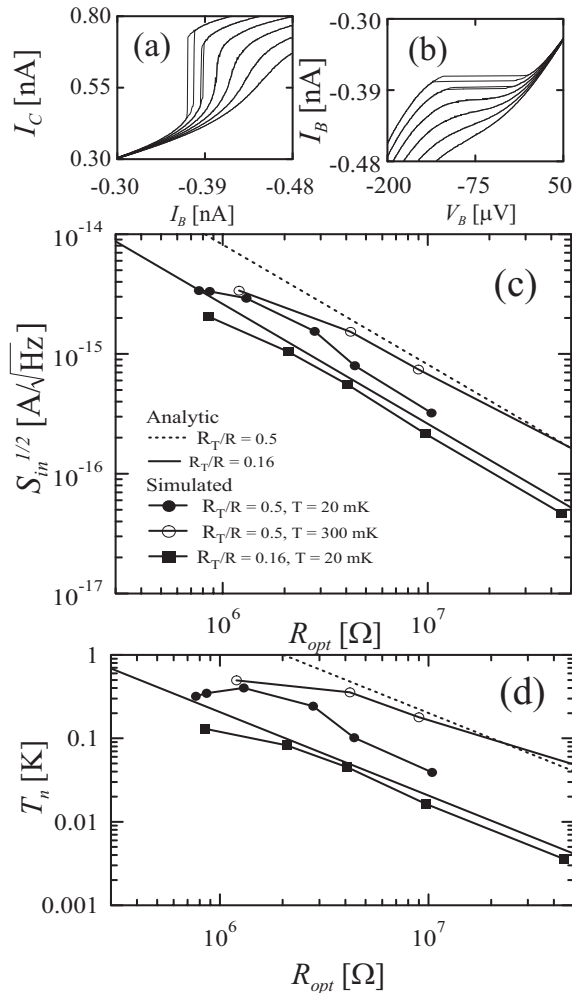 (a)
I_C [nA]
0.80
0.55
0.30
-0.30 -0.39 -0.48
I_B [nA]
(b)
I_B [nA]
-0.30
-0.39
-0.48
-200 -75 50
V_B [μV]
(c)
S_in^1/2 [A/√Hz]
10^-14
10^-15
10^-16
10^-17
Analytic
R_T/R = 0.5
R_T/R = 0.16
Simulated
R_T/R = 0.5, T = 20 mK
R_T/R = 0.5, T = 300 mK
R_T/R = 0.16, T = 20 mK
10^6 10^7
R_opt [Ω]
(d)
T_n [K]
1
0.1
0.01
0.001
10^6 10^7
R_opt [Ω]